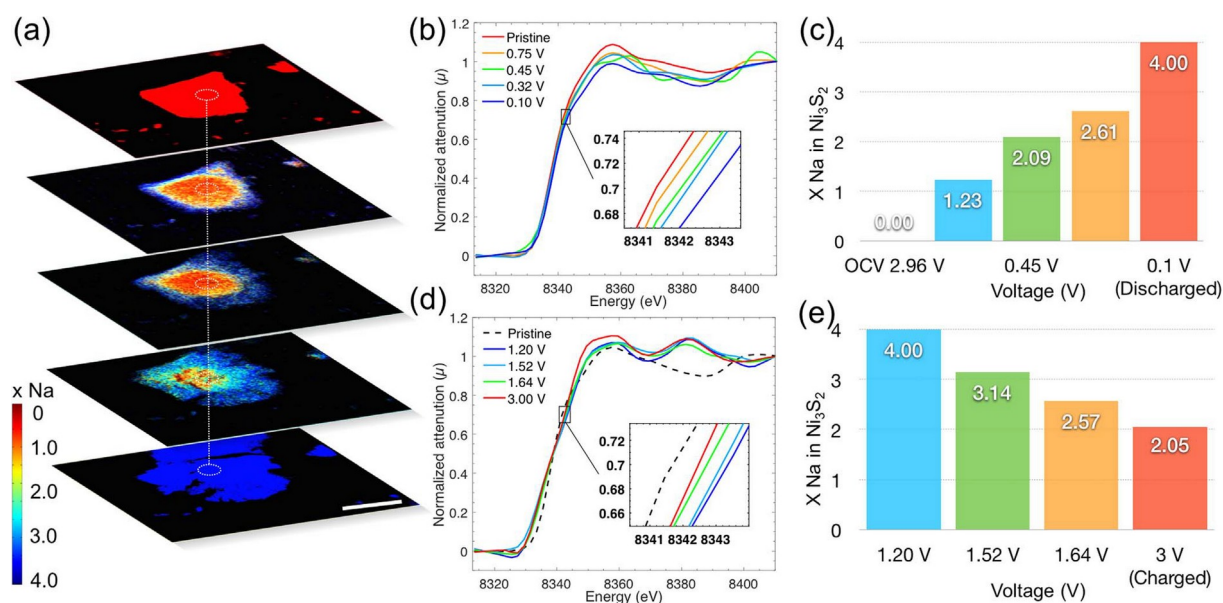 (a)
x Na
0
1.0
2.0
3.0
4.0
(b)
Normalized attenution (μ)
1.2
1
0.8
0.6
0.4
0.2
0
Pristine
0.75 V
0.45 V
0.32 V
0.10 V
0.74
0.72
0.7
0.68
8341 8342 8343
8320 8340 8360 8380 8400
Energy (eV)
(c)
X Na in Ni3S2
4
3
2
1
0
0.00
1.23
2.09
2.61
4.00
OCV 2.96 V 0.45 V 0.1 V
(Discharged)
Voltage (V)
(d)
Normalized attenution (μ)
1.2
1
0.8
0.6
0.4
0.2
0
Pristine
1.20 V
1.52 V
1.64 V
3.00 V
0.72
0.7
0.68
0.66
8341 8342 8343
8320 8340 8360 8380 8400
Energy (eV)
(e)
X Na in Ni3S2
4
3
2
1
0
4.00
3.14
2.57
2.05
1.20 V 1.52 V 1.64 V 3 V
(Charged)
Voltage (V)